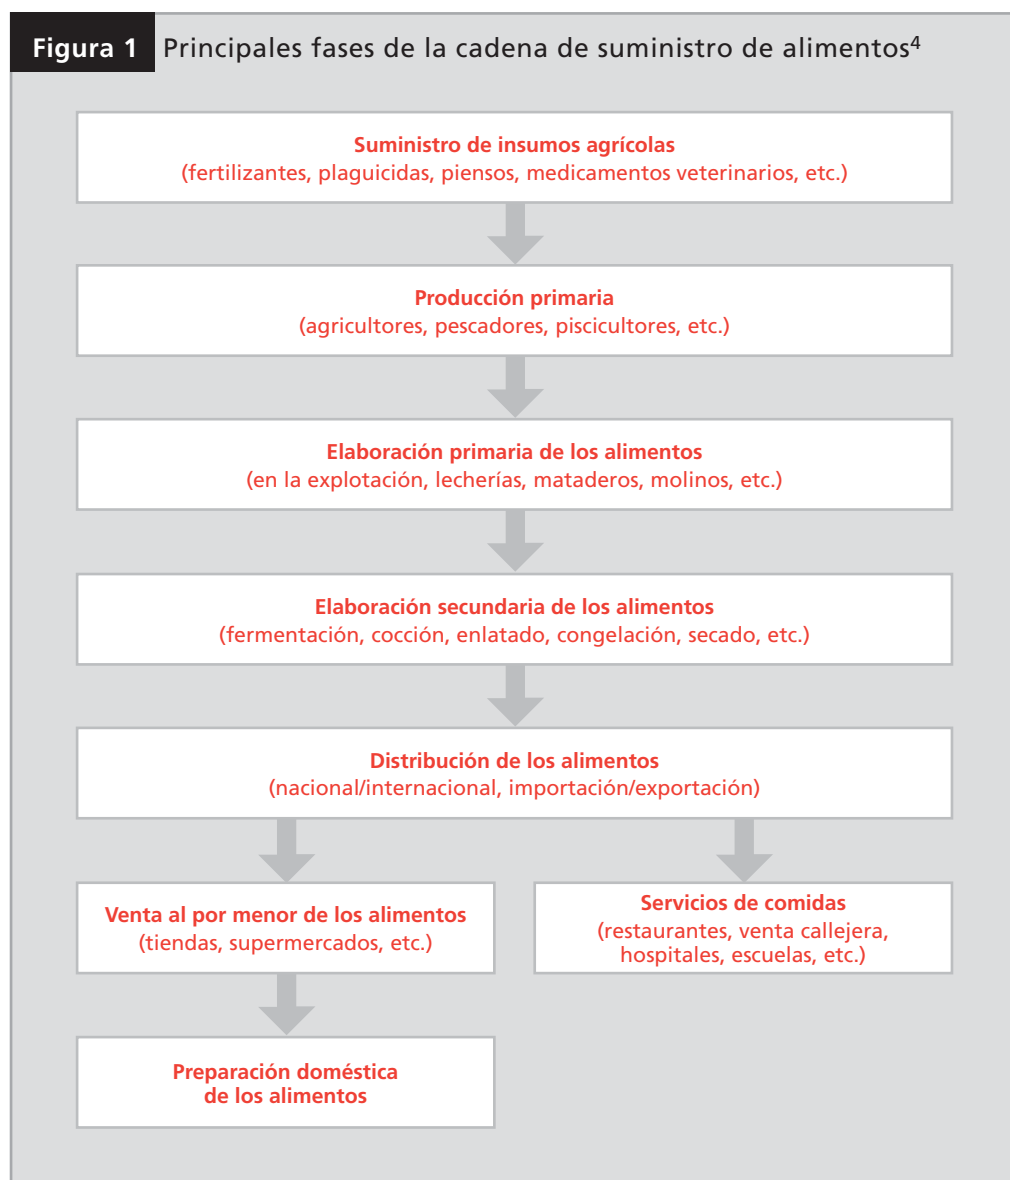 Figura 1 Principales fases de la cadena de suministro de alimentos4
Suministro de insumos agrícolas
(fertilizantes, plaguicidas, piensos, medicamentos veterinarios, etc.)
Producción primaria
(agricultores, pescadores, piscicultores, etc.)
Elaboración primaria de los alimentos
(en la explotación, lecherías, mataderos, molinos, etc.)
Elaboración secundaria de los alimentos
(fermentación, cocción, enlatado, congelación, secado, etc.)
Distribución de los alimentos
(nacional/internacional, importación/exportación)
Venta al por menor de los alimentos
(tiendas, supermercados, etc.)
Servicios de comidas
(restaurantes, venta callejera,
hospitales, escuelas, etc.)
Preparación doméstica
de los alimentos